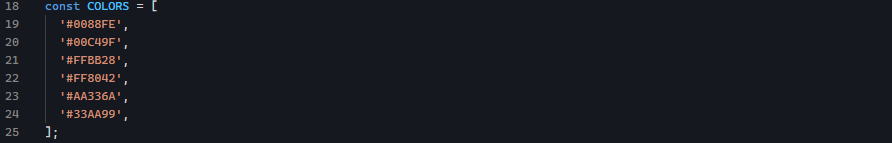 18 const COLORS = [
19 '#0088FE',
20 '#00C49F',
21 '#FFBB28',
22 '#FF8042',
23 '#AA336A',
24 '#33AA99',
25 ];